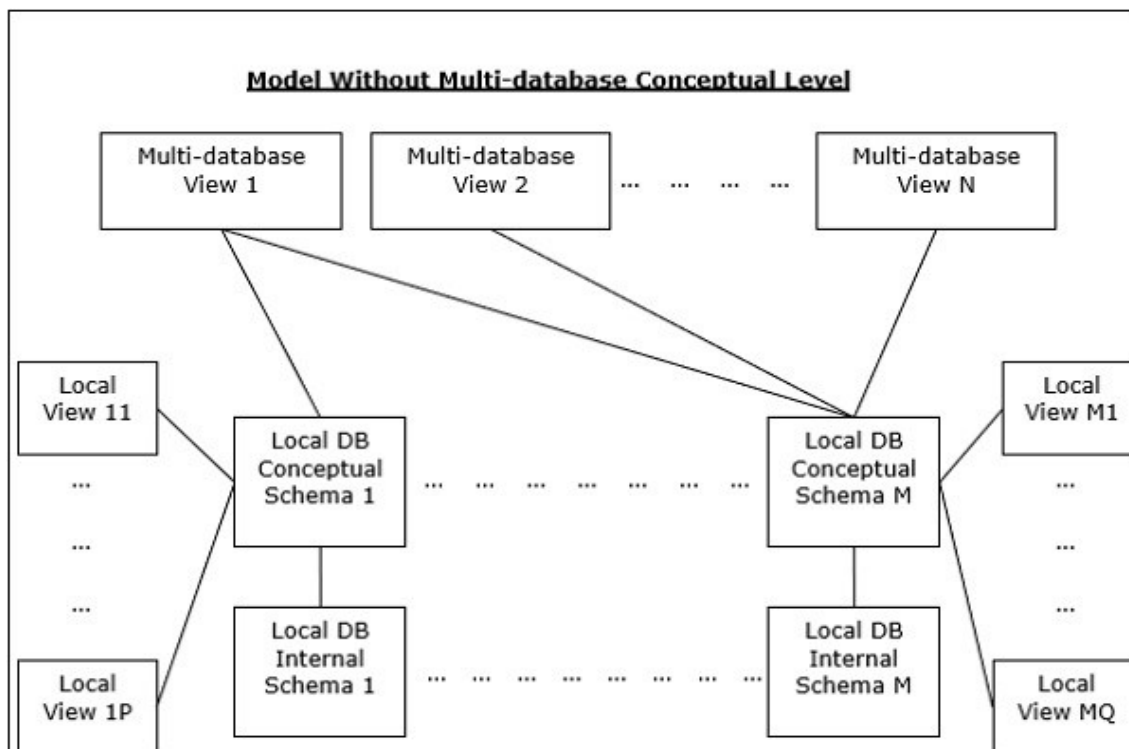 Model Without Multi-database Conceptual Level
Multi-database
View 1
Multi-database
View 2
... ... ... ...
Multi-database
View N
Local
View 11
...
...
...
Local
View 1P
Local DB
Conceptual
Schema 1
... ... ... ... ... ... ...
Local DB
Conceptual
Schema M
Local
View M1
...
...
...
Local
View MQ
Local DB
Internal
Schema 1
... ... ... ... ... ... ... ...
Local DB
Internal
Schema M